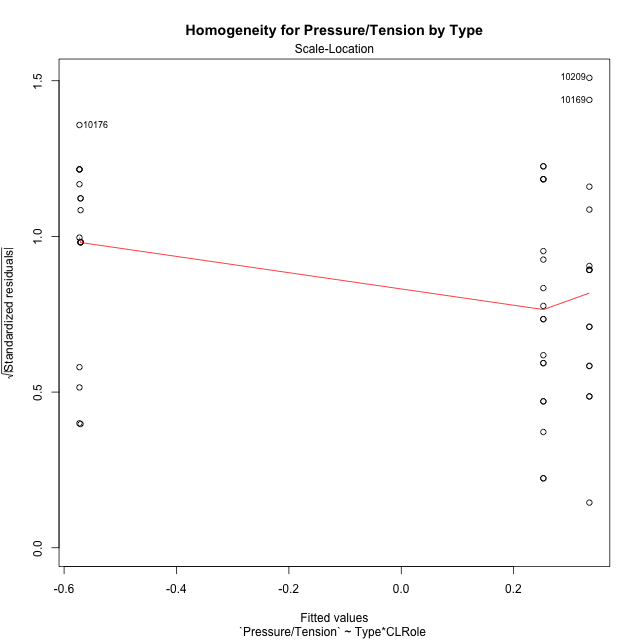 Homogeneity for Pressure/Tension by Type
Scale-Location
10209
10169
10176
1.5
1.0
0.5
0.0
√|Standardized residuals|
-0.6 -0.4 -0.2 0.0 0.2
Fitted values
`Pressure/Tension` ~ Type*CLRole